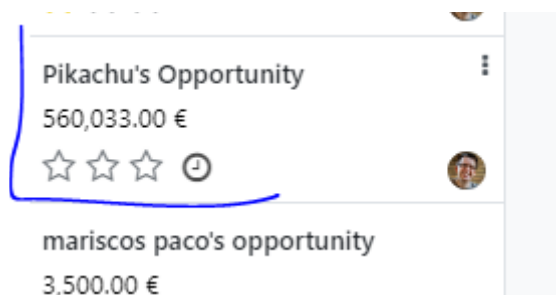 Pikachu's Opportunity
560,033.00 €
mariscos paco's opportunity
3,500.00 €